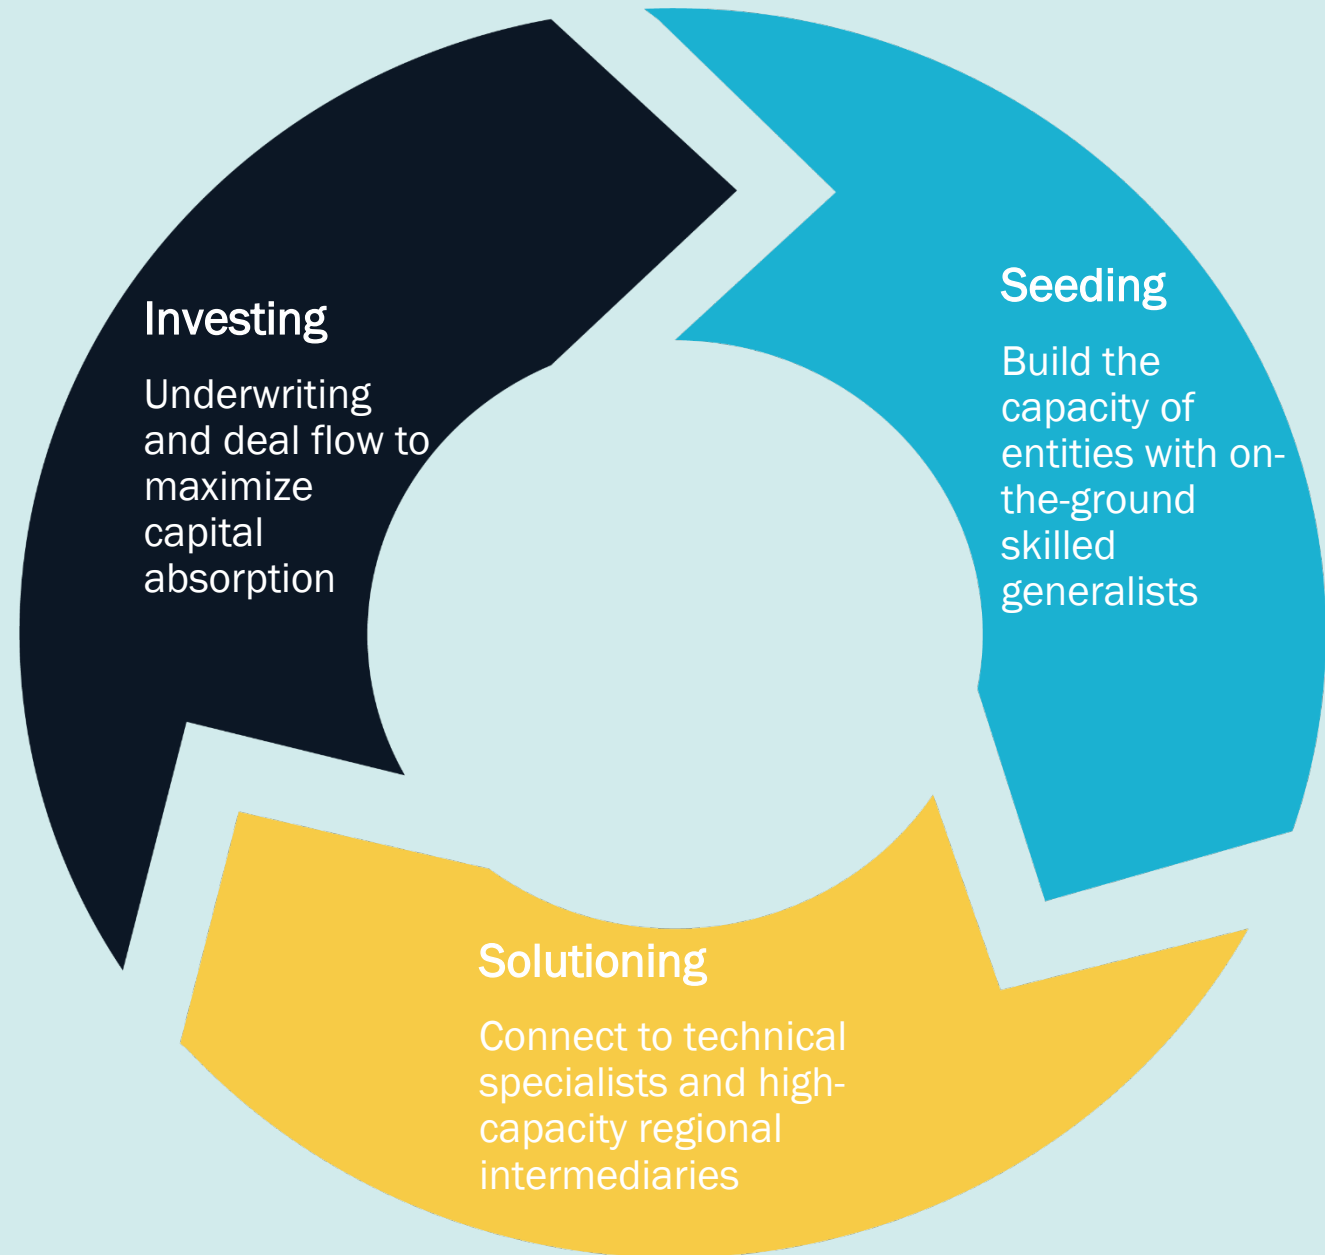 Investing
Underwriting
and deal flow to
maximize
capital
absorption
Seeding
Build the
capacity of
entities with on-
the-ground
skilled
generalists
Solutioning
Connect to technical
specialists and high-
capacity regional
intermediaries